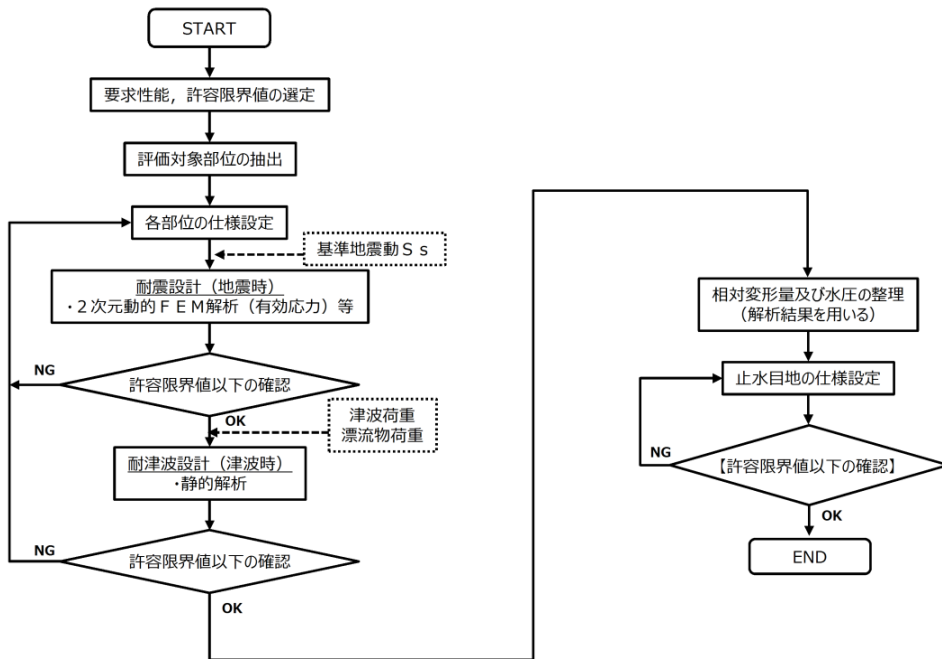 START
要求性能，許容限界値の選定
評価対象部位の抽出
各部位の仕様設定
基準地震動Ｓｓ
耐震設計（地震時）
・２次元動的ＦＥＭ解析（有効応力）等
NG
許容限界値以下の確認
OK
津波荷重
漂流物荷重
耐津波設計（津波時）
・静的解析
NG
許容限界値以下の確認
OK
相対変形量及び水圧の整理
（解析結果を用いる）
止水目地の仕様設定
NG
【許容限界値以下の確認】
OK
END